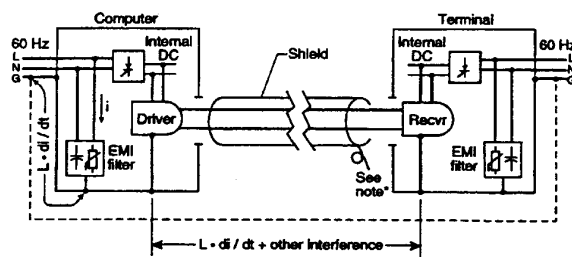 Computer
Terminal
60 Hz
L
N
G
Internal
DC
Shield
Internal
DC
60 Hz
L
N
G
i
Driver
Recvr
L • di / dt
EMI
filter
See
note*
EMI
filter
L • di / dt + other Interference